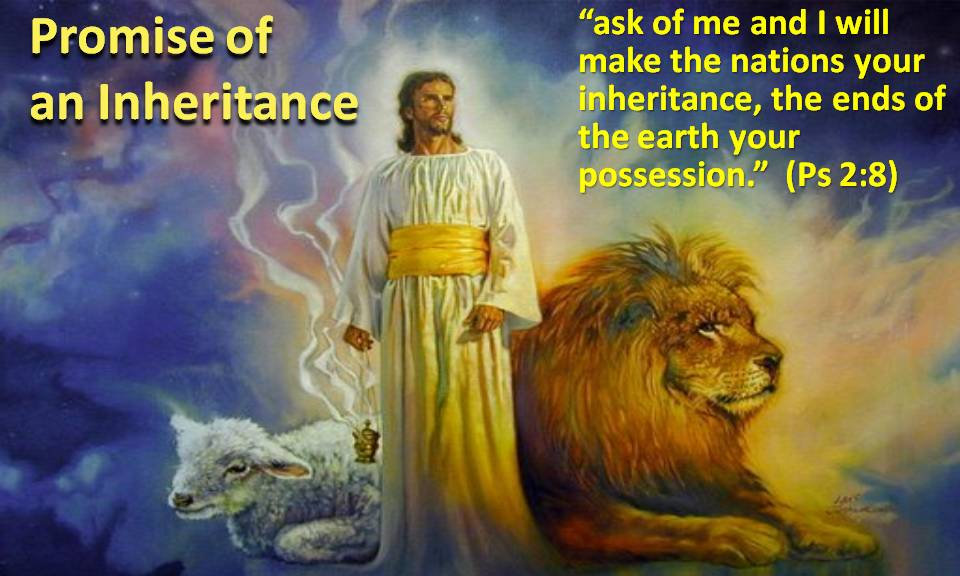 Promise of
an Inheritance
“ask of me and I will
make the nations your
inheritance, the ends of
the earth your
possession.” (Ps 2:8)